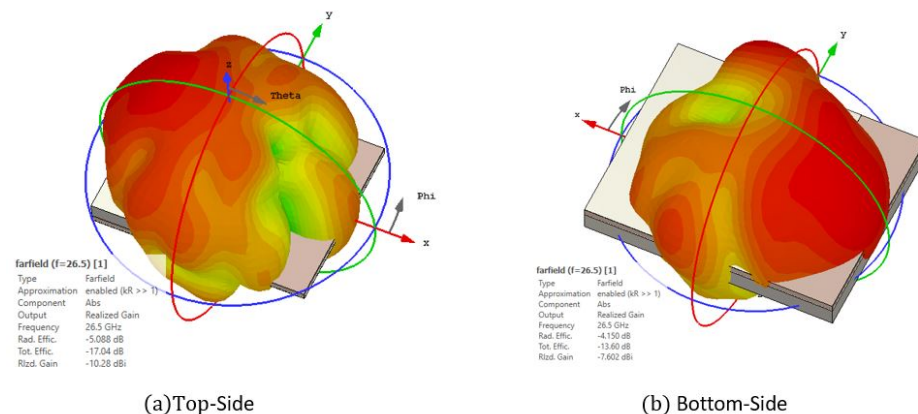 y
z
Theta
Phi
x
farfield (f=26.5) [1]
Type Farfield
Approximation enabled (kR >> 1)
Component Abs
Output Realized Gain
Frequency 26.5 GHz
Rad. Effic. -5.088 dB
Tot. Effic. -17.04 dB
Rlzd. Gain -10.28 dBi
(a)Top-Side
y
Phi
x
farfield (f=26.5) [1]
Type Farfield
Approximation enabled (kR >> 1)
Component Abs
Output Realized Gain
Frequency 26.5 GHz
Rad. Effic. -4.150 dB
Tot. Effic. -13.60 dB
Rlzd. Gain -7.602 dBi
(b) Bottom-Side